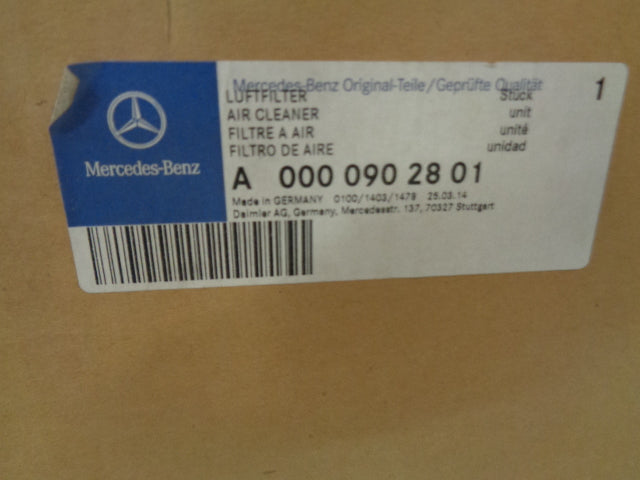 Mercedes-Benz Original-Teile/Geprüfte Qualität
LUFTFILTER Stück 1
AIR CLEANER unit
FILTRE A AIR unité
FILTRO DE AIRE unidad
Mercedes-Benz
A 000 090 28 01
Made in GERMANY 0100/1403/1479 25.03.14
Daimler AG, Germany, Mercedesstr. 137, 70327 Stuttgart